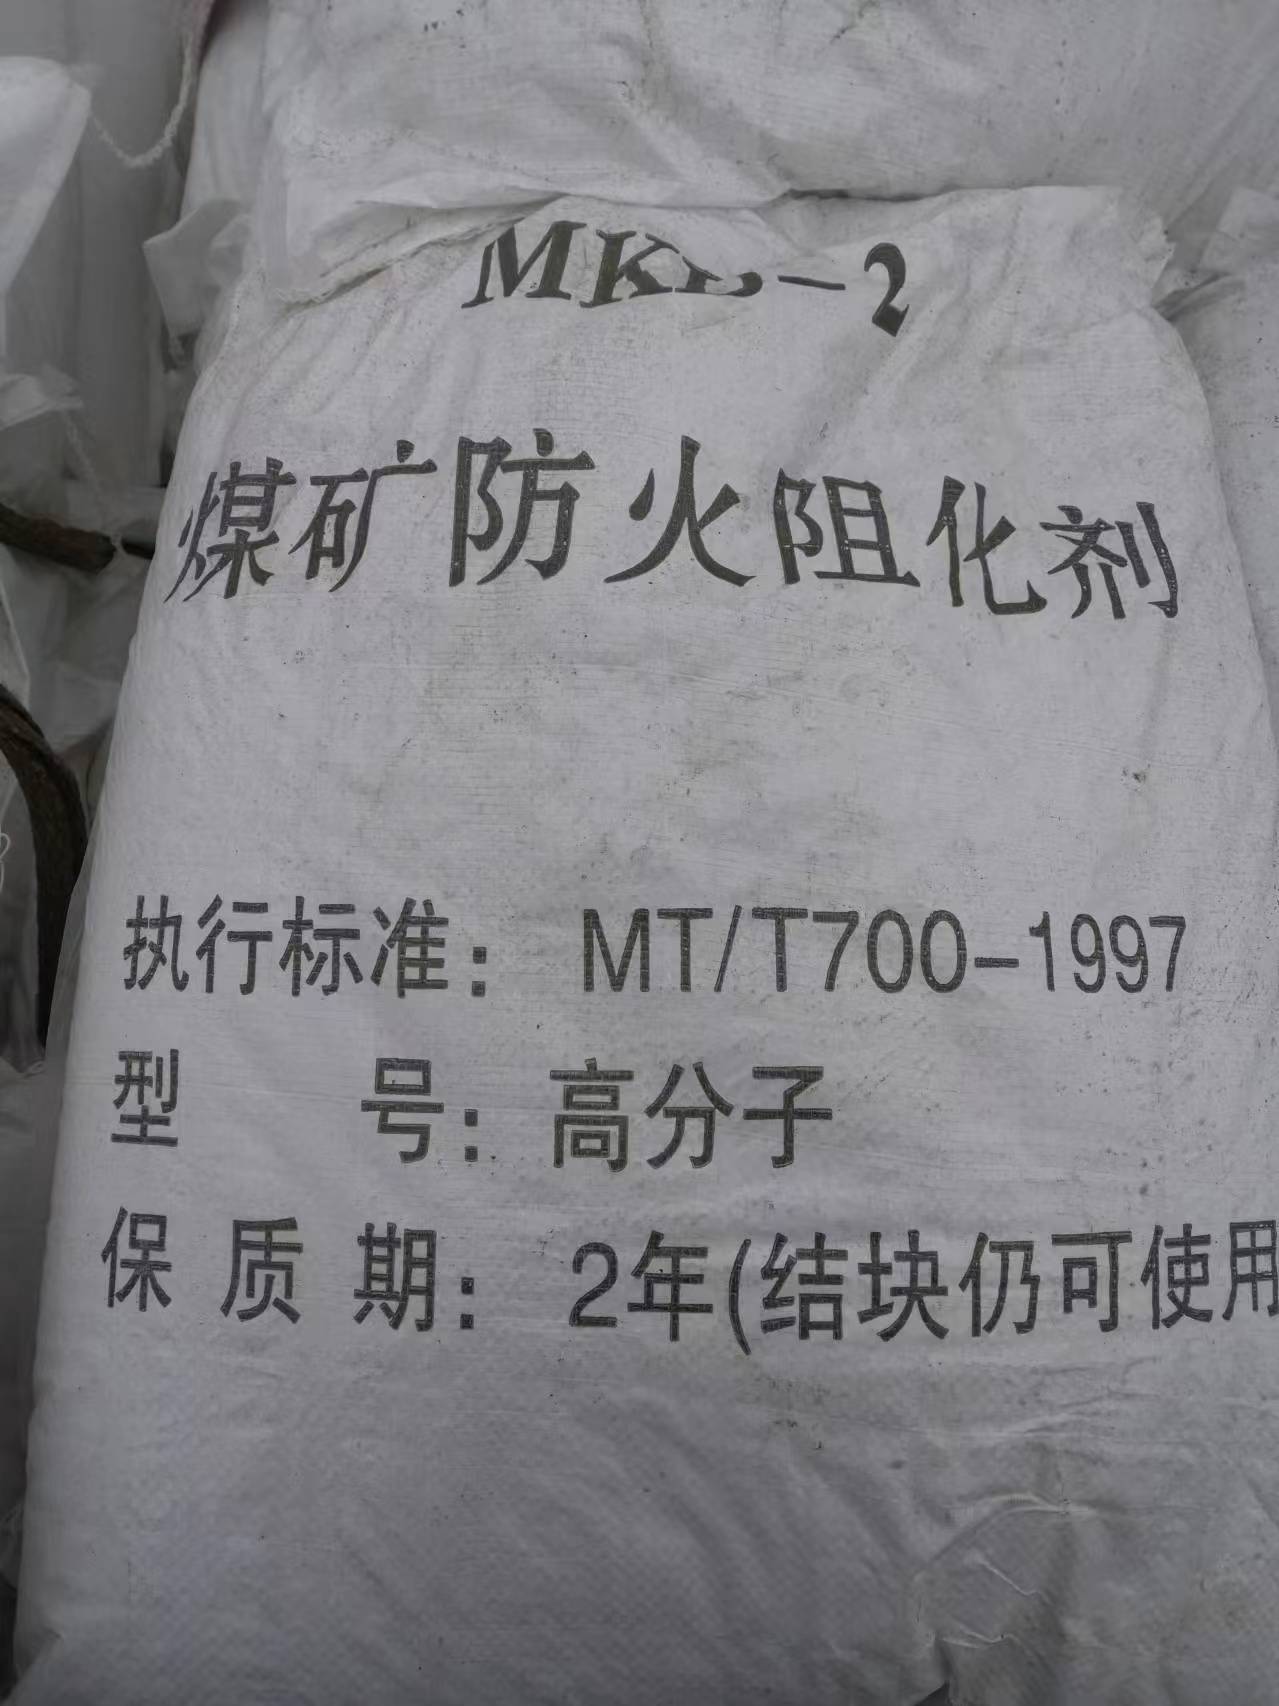 煤矿防火阻化剂
执行标准：MT/T700-1997
型 号：高分子
保 质 期：2年(结块仍可使用